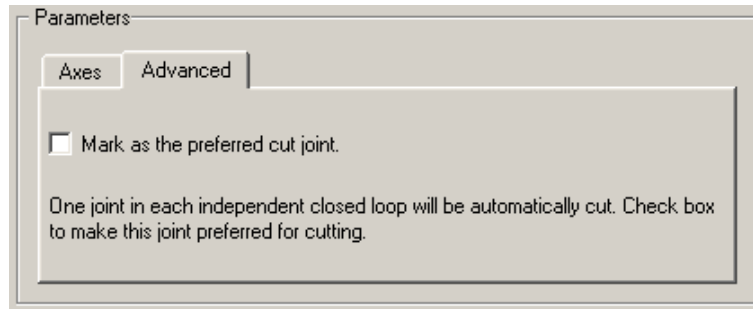 Parameters
Axes Advanced
Mark as the preferred cut joint.
One joint in each independent closed loop will be automatically cut. Check box
to make this joint preferred for cutting.